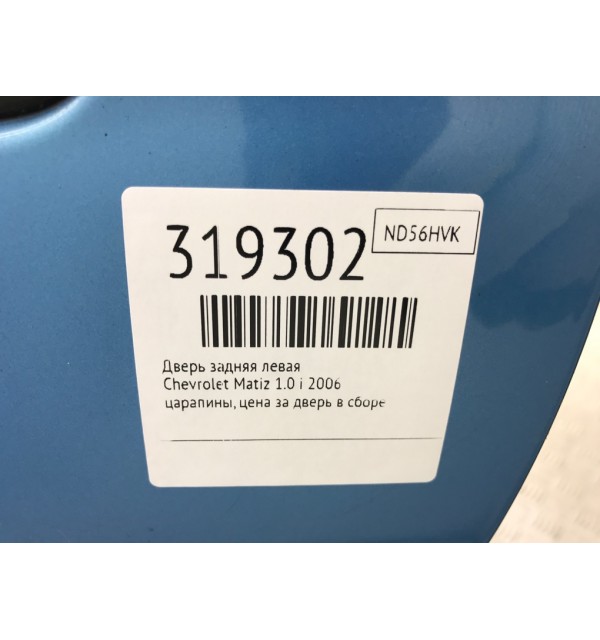 319302
ND56HVK
Дверь задняя левая
Chevrolet Matiz 1.0 i 2006
царапины, цена за дверь в сборе